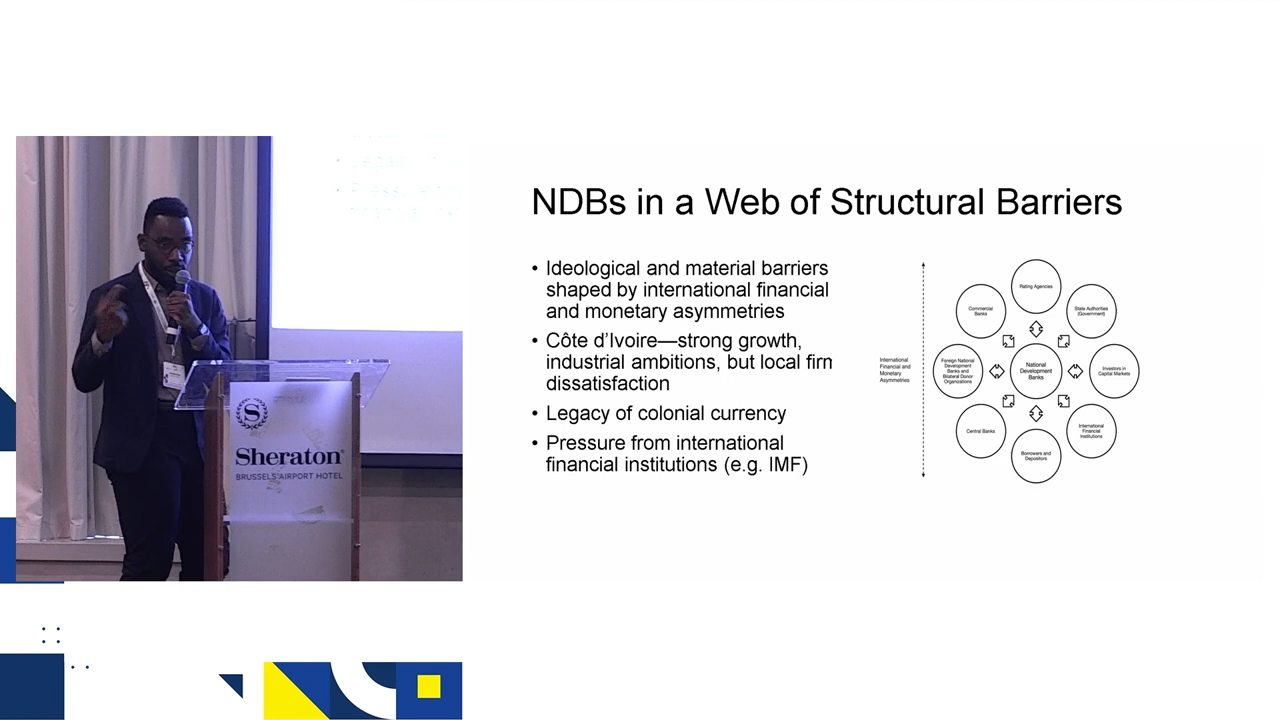 NDBs in a Web of Structural Barriers
• Ideological and material barriers
shaped by international financial
and monetary asymmetries
• Côte d'Ivoire—strong growth,
industrial ambitions, but local firm
dissatisfaction
• Legacy of colonial currency
• Pressure from international
financial institutions (e.g. IMF)
International
Financial and
Monetary
Asymmetries
Rating Agencies
Commercial
Banks
State Authorities
(Government)
Foreign National
Development
Banks and
Bilateral Donor
Organizations
National
Development
Banks
Investors in
Capital Markets
Central Banks
International
Financial
Institutions
Borrowers and
Depositors
S
Sheraton
BRUSSELS AIRPORT HOTEL